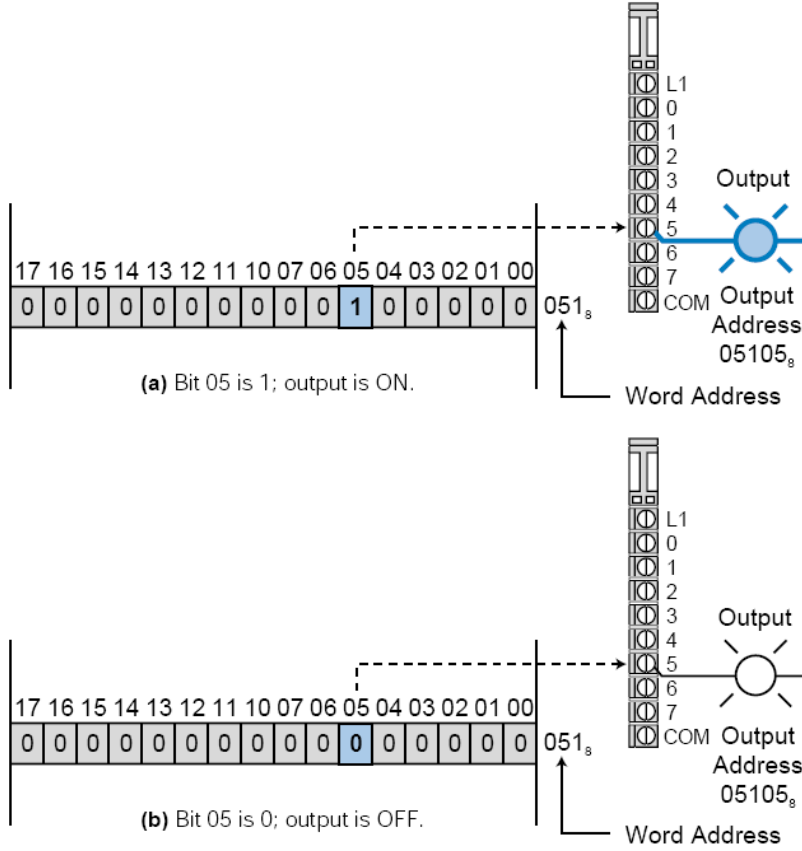 L1
0
1
2
3
4
5
6
7
COM
Output
Output
Address
05105₈
17 16 15 14 13 12 11 10 07 06 05 04 03 02 01 00
0 0 0 0 0 0 0 0 0 0 1 0 0 0 0 0
051₈
(a) Bit 05 is 1; output is ON.
Word Address
L1
0
1
2
3
4
5
6
7
COM
Output
Output
Address
05105₈
17 16 15 14 13 12 11 10 07 06 05 04 03 02 01 00
0 0 0 0 0 0 0 0 0 0 0 0 0 0 0 0
051₈
(b) Bit 05 is 0; output is OFF.
Word Address